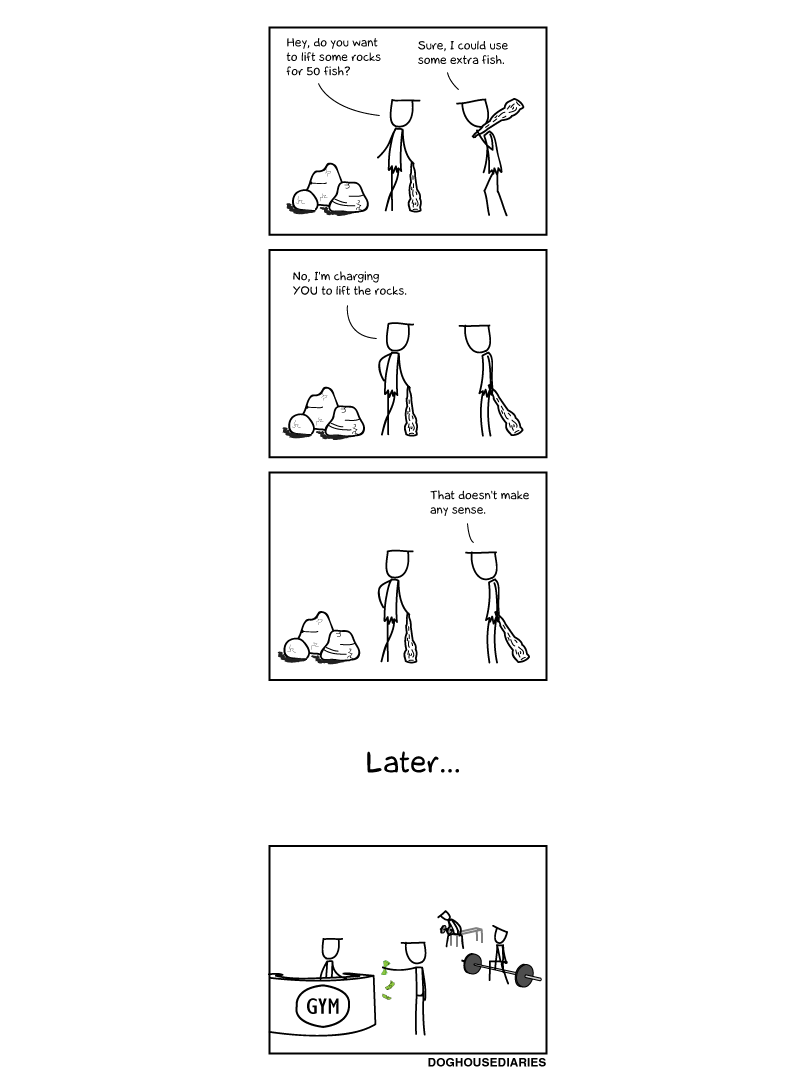 Hey, do you want
to lift some rocks
for 50 fish?
Sure, I could use
some extra fish.
No, I'm charging
YOU to lift the rocks.
That doesn't make
any sense.
Later...
GYM
DOGHOUSEDIARIES